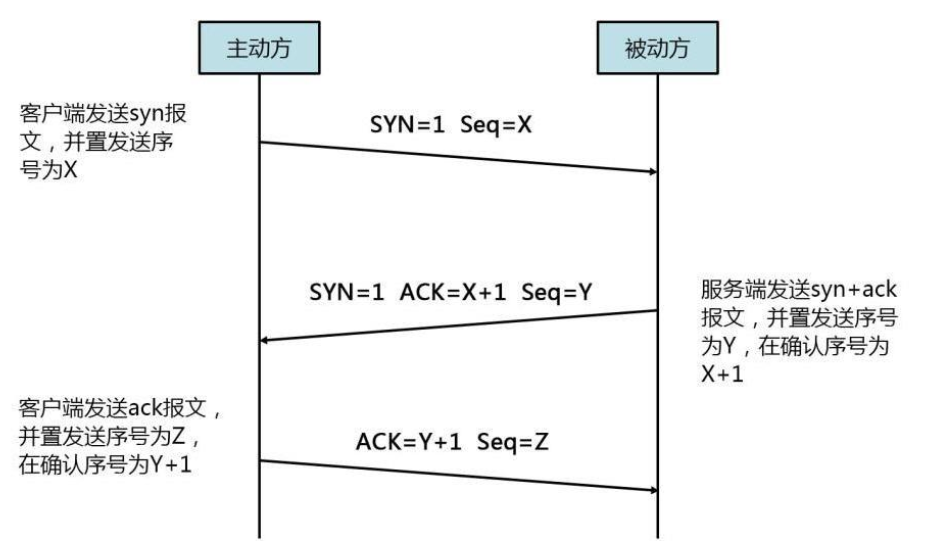 主动方
被动方
客户端发送syn报
文，并置发送序
号为X
SYN=1 Seq=X
SYN=1 ACK=X+1 Seq=Y
服务端发送syn+ack
报文，并置发送序号
为Y，在确认序号为
X+1
客户端发送ack报文，
并置发送序号为Z，
在确认序号为Y+1
ACK=Y+1 Seq=Z